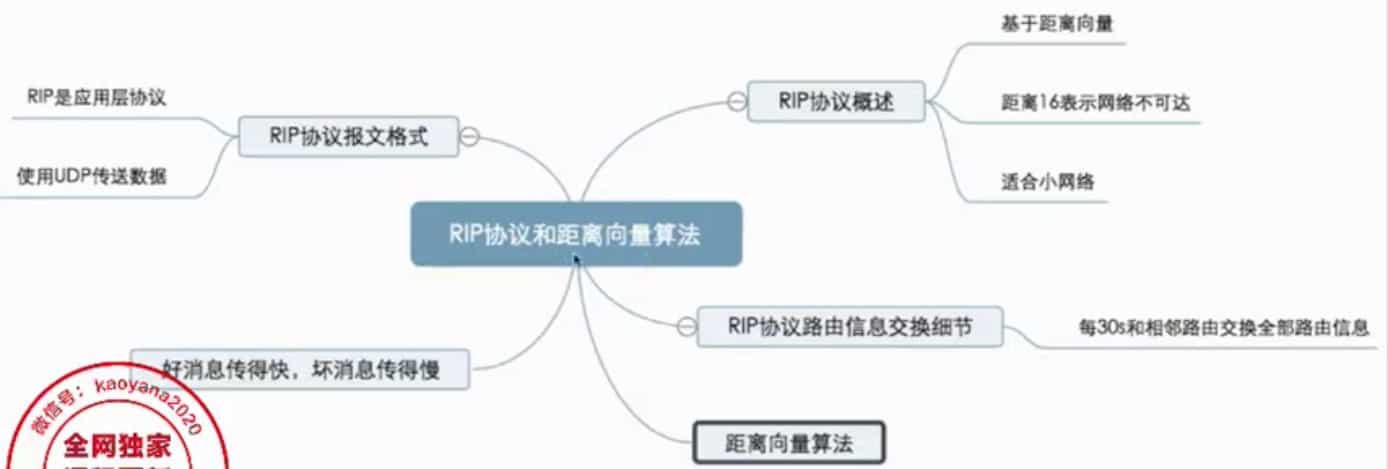 基于距离向量
RIP协议概述
距离16表示网络不可达
适合小网络
RIP是应用层协议
RIP协议报文格式
使用UDP传送数据
RIP协议和距离向量算法
RIP协议路由信息交换细节
每30s和相邻路由交换全部路由信息
好消息传得快，坏消息传得慢
距离向量算法
微信号：kaoyana2020
全网独家